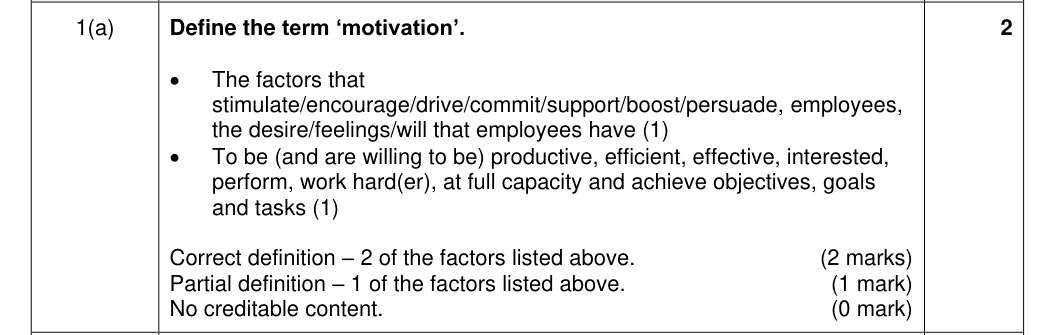 1(a) Define the term ‘motivation’. 2
• The factors that
stimulate/encourage/drive/commit/support/boost/persuade, employees,
the desire/feelings/will that employees have (1)
• To be (and are willing to be) productive, efficient, effective, interested,
perform, work hard(er), at full capacity and achieve objectives, goals
and tasks (1)
Correct definition – 2 of the factors listed above. (2 marks)
Partial definition – 1 of the factors listed above. (1 mark)
No creditable content. (0 mark)